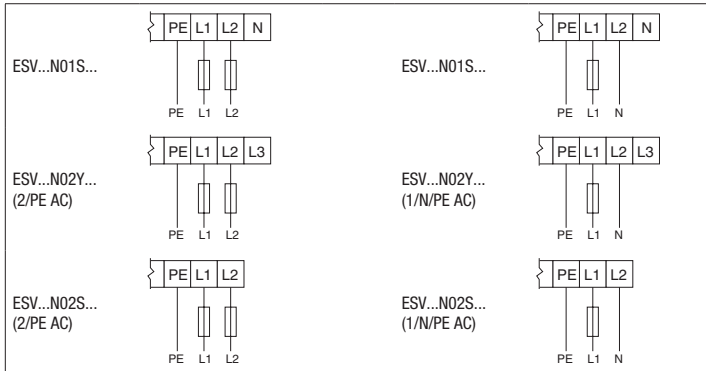 PE L1 L2 N
ESV...N01S...
PE L1 L2
PE L1 L2 N
ESV...N01S...
PE L1 N
PE L1 L2 L3
ESV...N02Y...
(2/PE AC)
PE L1 L2
PE L1 L2 L3
ESV...N02Y...
(1/N/PE AC)
PE L1 N
PE L1 L2
ESV...N02S...
(2/PE AC)
PE L1 L2
PE L1 L2
ESV...N02S...
(1/N/PE AC)
PE L1 N